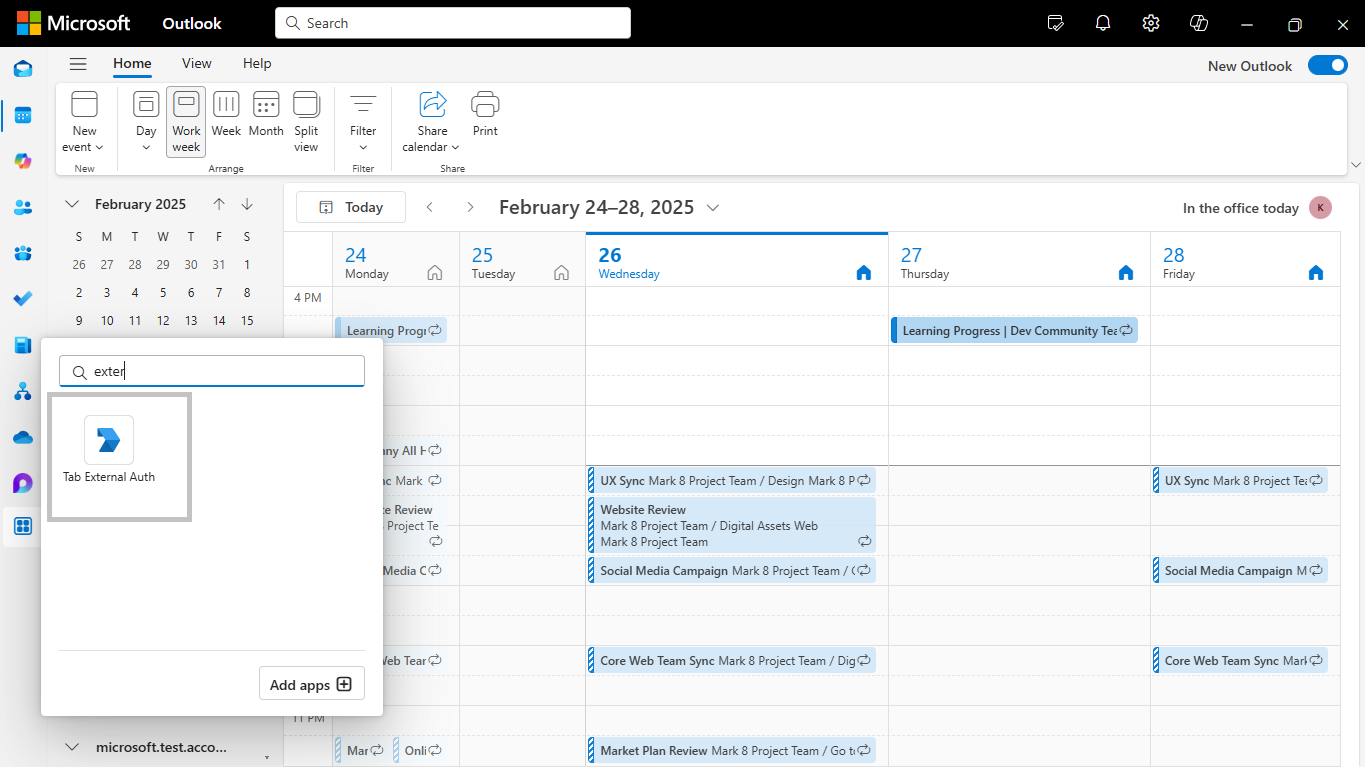 Microsoft Outlook Search
Home View Help New Outlook
New event Day Work week Week Month Split view Filter Share calendar Print
New Arrange Filter Share
February 2025 Today February 24–28, 2025 In the office today K
S M T W T F S
26 27 28 29 30 31 1
2 3 4 5 6 7 8
9 10 11 12 13 14 15
24 Monday 25 Tuesday 26 Wednesday 27 Thursday 28 Friday
4 PM
Learning Progr Learning Progress | Dev Community Tea
exter
Tab External Auth
any All H
nc Mark UX Sync Mark 8 Project Team / Design Mark 8 P UX Sync Mark 8 Project Tea
te Review Website Review
Project Te Mark 8 Project Team / Digital Assets Web
Mark 8 Project Team
Media C Social Media Campaign Mark 8 Project Team / Social Media Campaign M
Web Tear Core Web Team Sync Mark 8 Project Team / Dig Core Web Team Sync Mark
Add apps
11 PM
microsoft.test.acco...
Mar Onli Market Plan Review Mark 8 Project Team / Go to